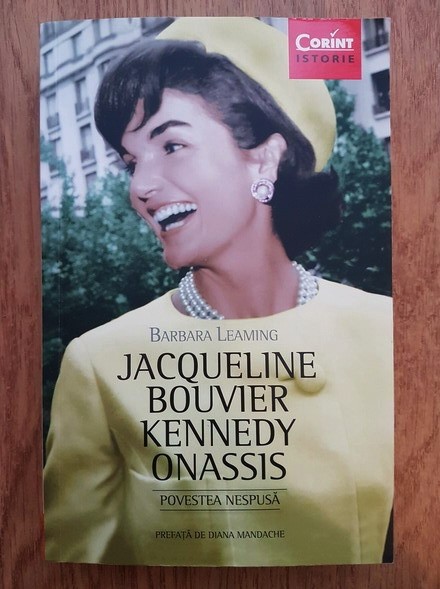 CORINT
ISTORIE
BARBARA LEAMING
JACQUELINE
BOUVIER
KENNEDY
ONASSIS
POVESTEA NESPUSĂ
PREFAȚĂ DE DIANA MANDACHE